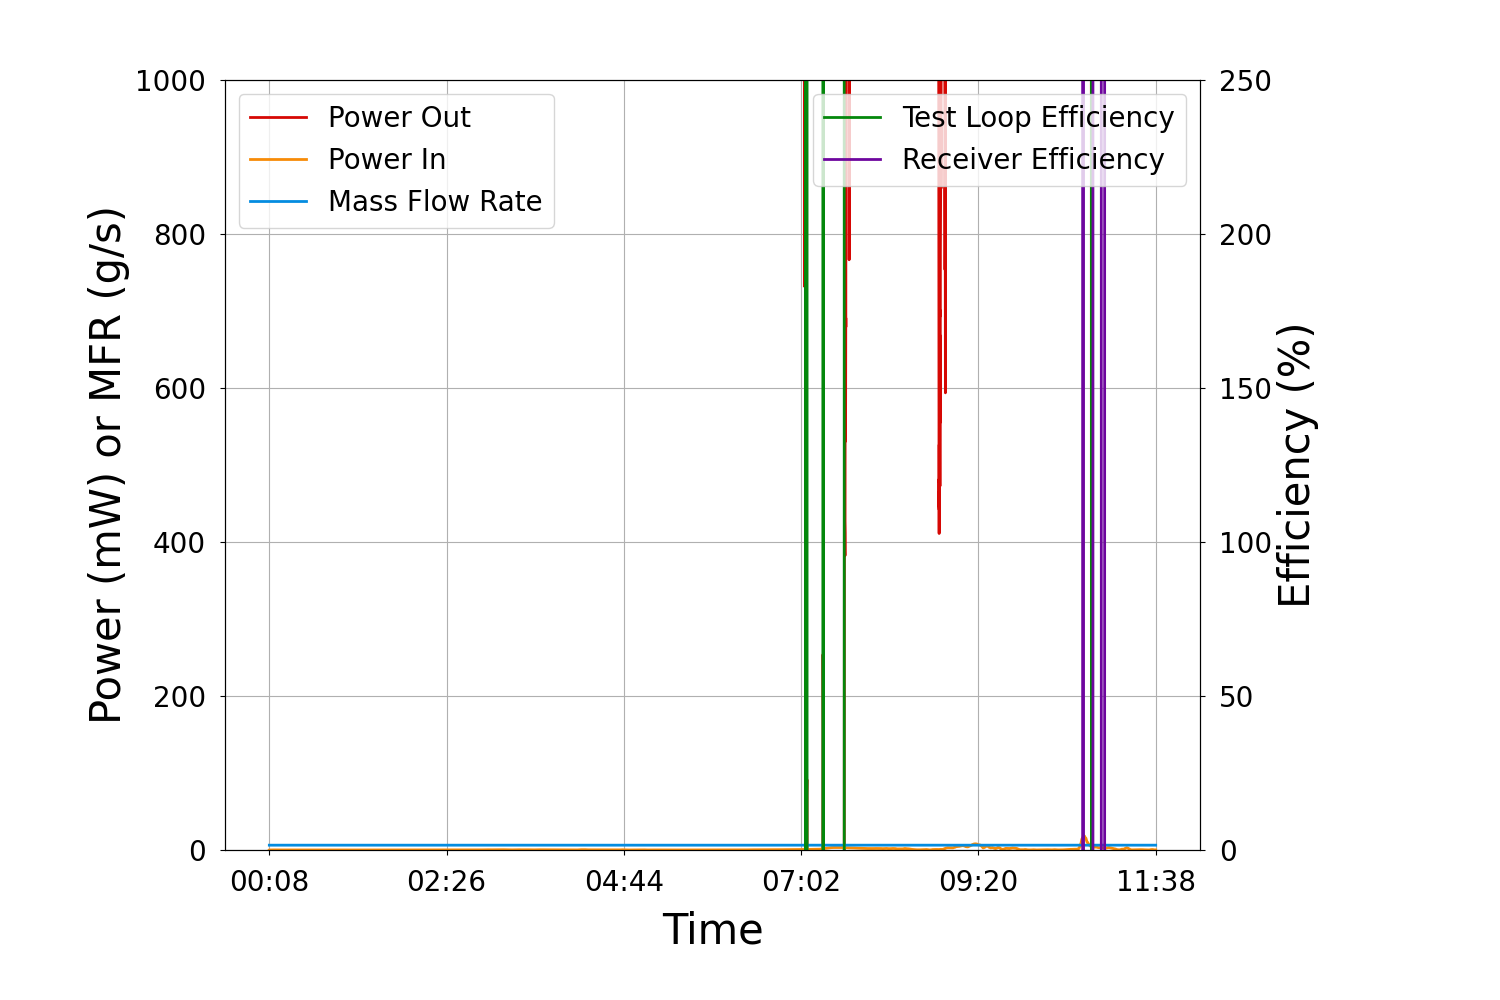 1000
800
600
400
200
0
Power (mW) or MFR (g/s)
Power Out
Power In
Mass Flow Rate
Test Loop Efficiency
Receiver Efficiency
250
200
150
100
50
0
Efficiency (%)
00:08 02:26 04:44 07:02 09:20 11:38
Time